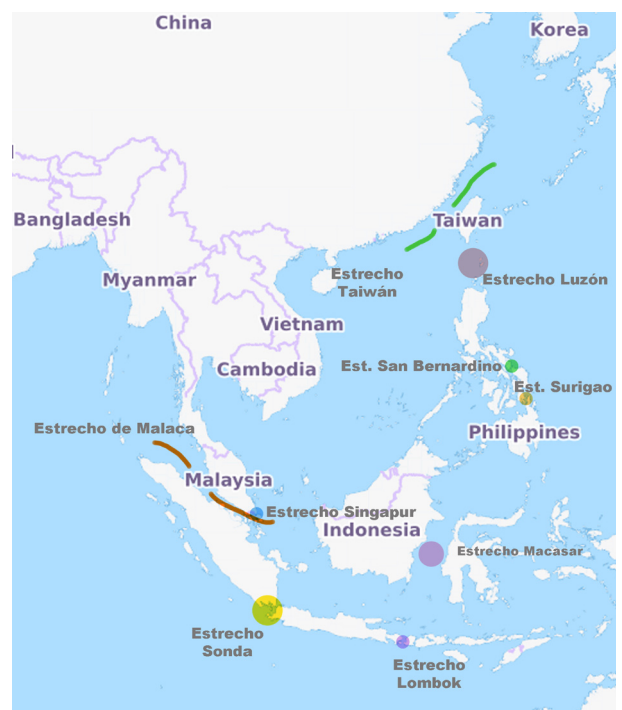 China
Korea
Bangladesh
Taiwan
Myanmar
Estrecho
Taiwán
Estrecho Luzón
Vietnam
Cambodia
Est. San Bernardino
Est. Surigao
Estrecho de Malaca
Philippines
Malaysia
Estrecho Singapur
Indonesia
Estrecho Macasar
Estrecho
Sonda
Estrecho
Lombok